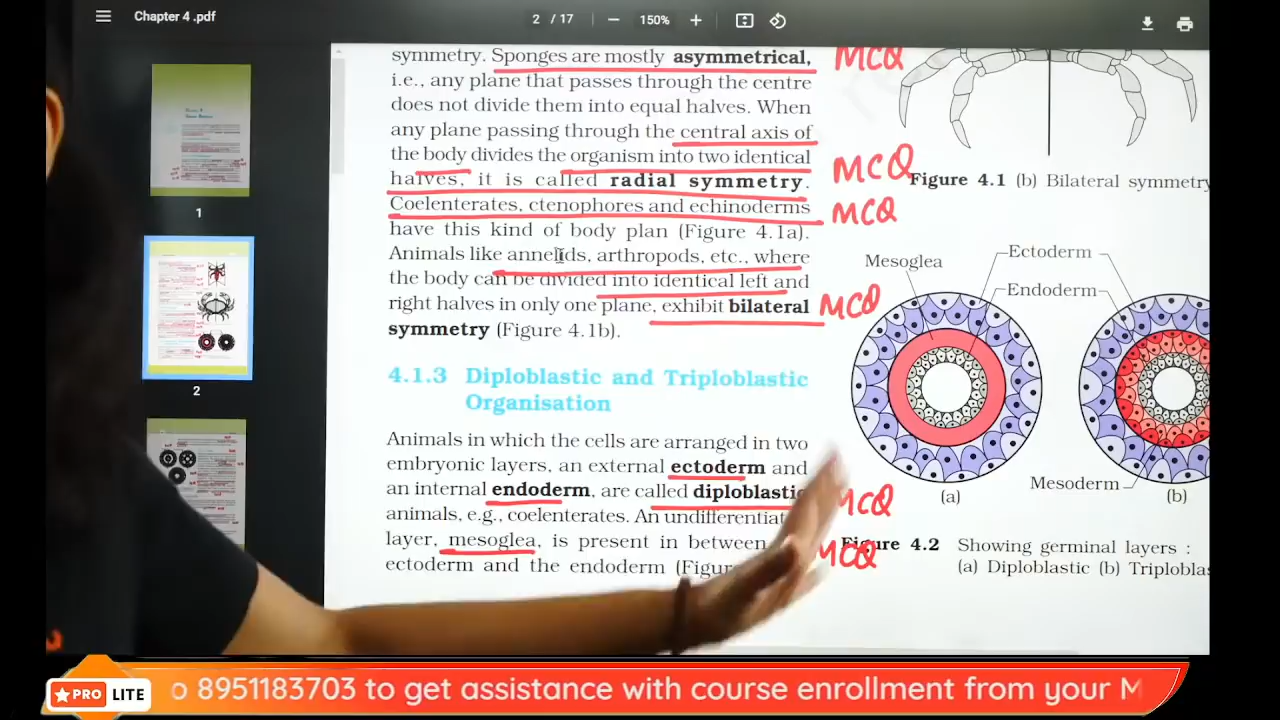 Chapter 4 .pdf
2 / 17
150%
symmetry. Sponges are mostly asymmetrical,
i.e., any plane that passes through the centre
does not divide them into equal halves. When
any plane passing through the central axis of
the body divides the organism into two identical
halves, it is called radial symmetry.
Coelenterates, ctenophores and echinoderms
have this kind of body plan (Figure 4.1a).
Animals like annelids, arthropods, etc., where
the body can be divided into identical left and
right halves in only one plane, exhibit bilateral
symmetry (Figure 4.1b).
4.1.3 Diploblastic and Triploblastic
Organisation
Animals in which the cells are arranged in two
embryonic layers, an external ectoderm and
an internal endoderm, are called diploblastic
animals, e.g., coelenterates. An
layer, mesoglea, is present in between
ectoderm and the endoderm
MCQ
MCQ
MCQ
MCQ
MCQ
MCQ
Figure 4.1 (b) Bilateral symmetry
Mesoglea
Ectoderm
Endoderm
Mesoderm
(a)
(b)
Figure 4.2 Showing germinal layers :
(a) Diploblastic (b)
1
2
PRO LITE
8951183703 to get assistance with course enrollment from your